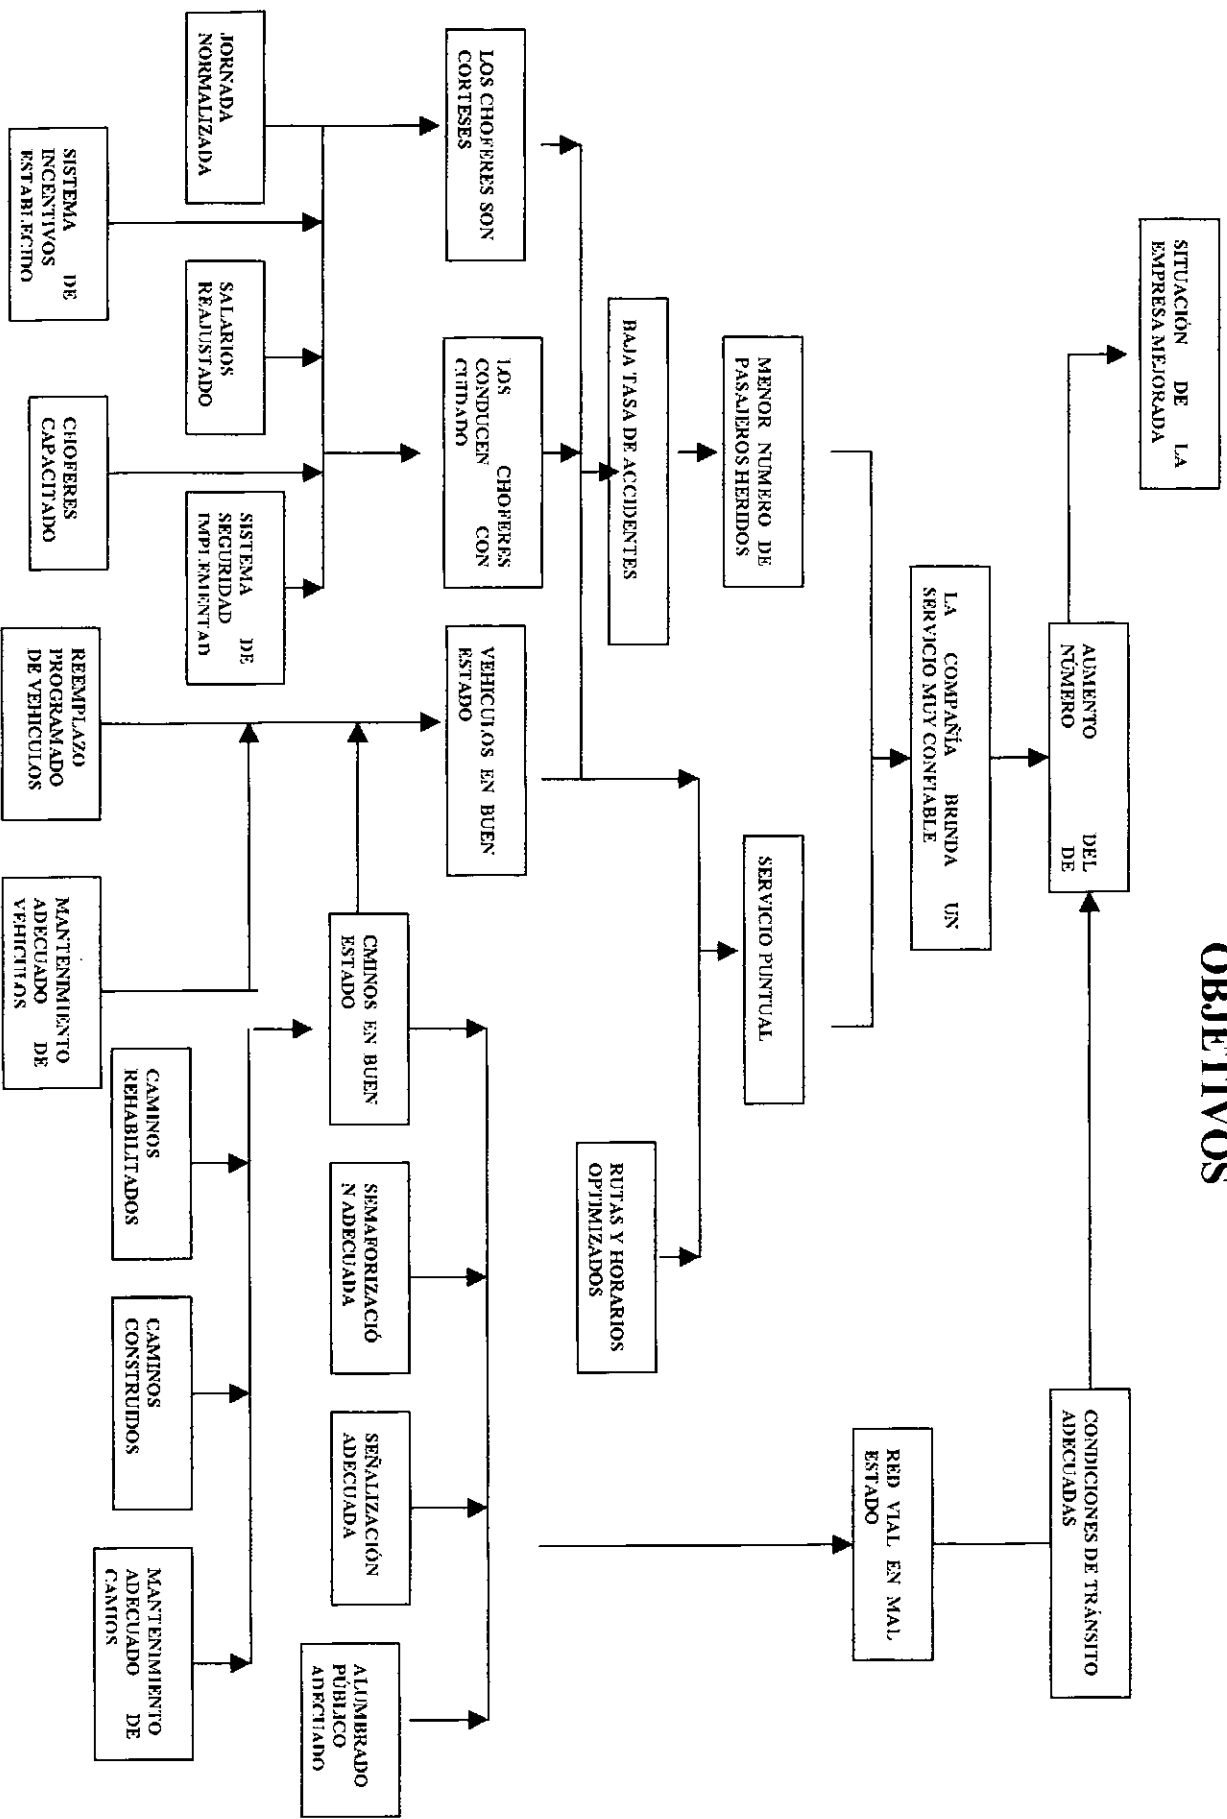 OBJETIVOS
SITUACIÓN DE LA
EMPRESA MEJORADA
AUMENTO DEL
NÚMERO DE
CONDICIONES DE TRÁNSITO
ADECUADAS
LA COMPAÑÍA BRINDA UN
SERVICIO MUY CONFIABLE
RED VIAL EN MAL
ESTADO
MENOR NUMERO DE
PASAJEROS HERIDOS
SERVICIO PUNTUAL
BAJA TASA DE ACCIDENTES
RUTAS Y HORARIOS
OPTIMIZADOS
LOS CHOFERES SON
CORTESES
LOS CHOFERES
CONDUCEN CON
CUIDADO
VEHICULOS EN BUEN
ESTADO
CMINOS EN BUEN
ESTADO
SEMAFORIZACIÓ
N ADECUADA
SEÑALIZACIÓN
ADECUADA
ALUMBRADO
PÚBLICO
ADECUADO
JORNADA
NORMALIZADA
SALARIOS
REAJUSTADO
SISTEMA DE
SEGURIDAD
IMPLEMENTAD
CAMINOS
REHABILITADOS
CAMINOS
CONSTRUIDOS
MANTENIMIENTO
ADECUADO DE
CAMIOS
SISTEMA DE
INCENTIVOS
ESTABLECIDO
CHOFERES
CAPACITADO
REEMPLAZO
PROGRAMADO
DE VEHICULOS
MANTENIMIENTO
ADECUADO DE
VEHICULOS